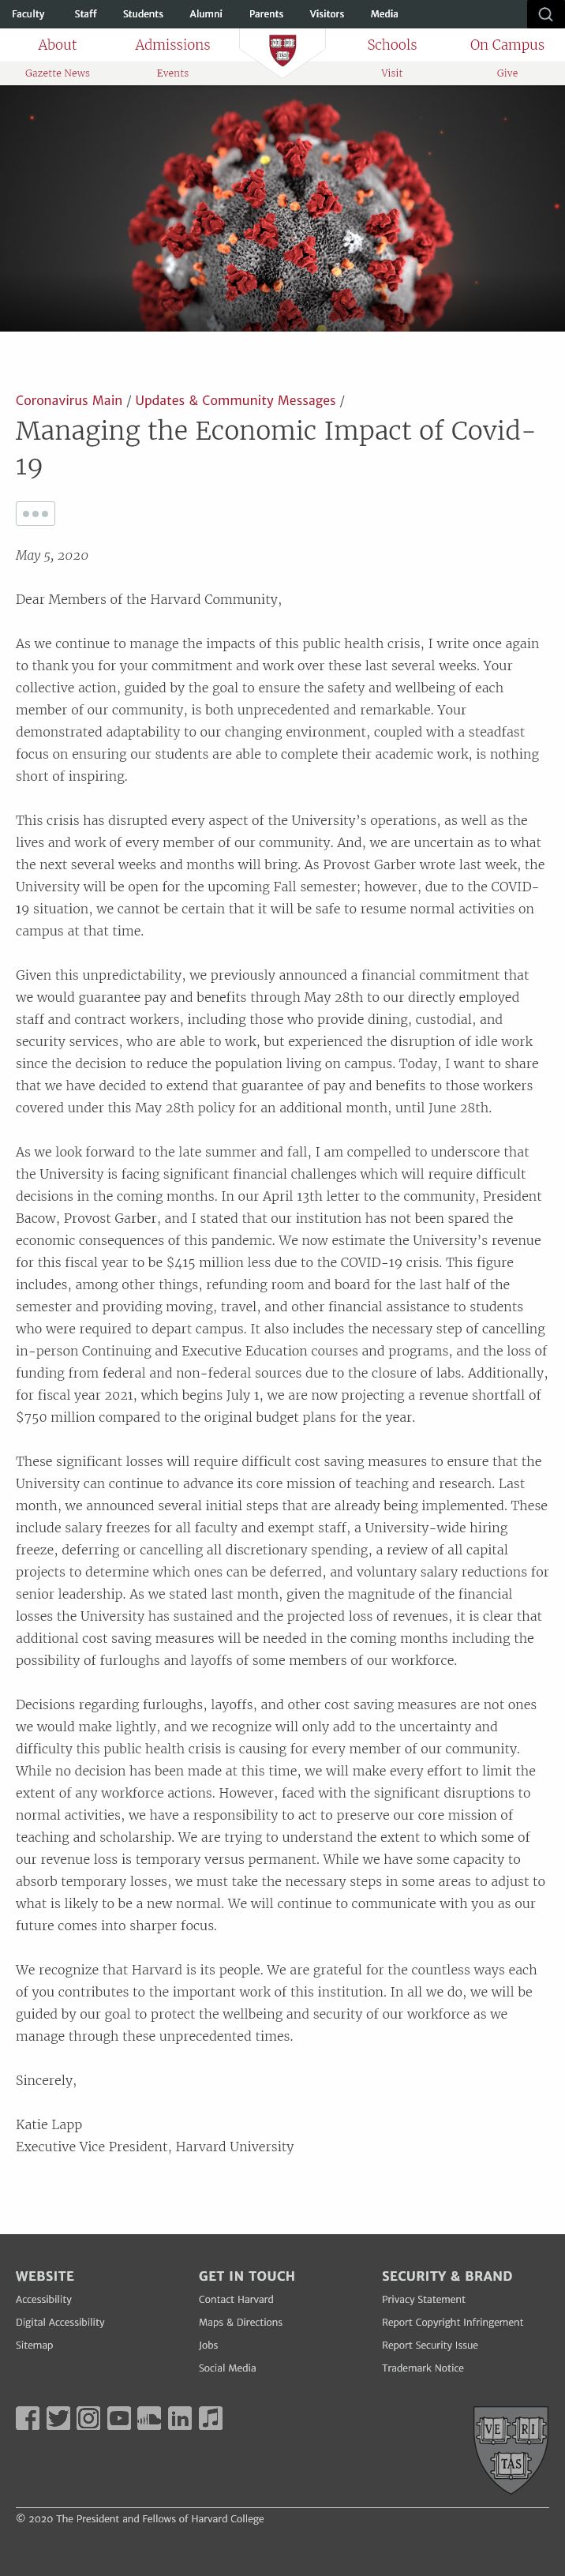 Faculty Staff Students Alumni Parents Visitors Media
About Admissions Schools On Campus
Gazette News Events Visit Give
Coronavirus Main / Updates & Community Messages /
Managing the Economic Impact of Covid-
19
May 5, 2020
Dear Members of the Harvard Community,
As we continue to manage the impacts of this public health crisis, I write once again
to thank you for your commitment and work over these last several weeks. Your
collective action, guided by the goal to ensure the safety and wellbeing of each
member of our community, is both unprecedented and remarkable. Your
demonstrated adaptability to our changing environment, coupled with a steadfast
focus on ensuring our students are able to complete their academic work, is nothing
short of inspiring.
This crisis has disrupted every aspect of the University’s operations, as well as the
lives and work of every member of our community. And, we are uncertain as to what
the next several weeks and months will bring. As Provost Garber wrote last week, the
University will be open for the upcoming Fall semester; however, due to the COVID-
19 situation, we cannot be certain that it will be safe to resume normal activities on
campus at that time.
Given this unpredictability, we previously announced a financial commitment that
we would guarantee pay and benefits through May 28th to our directly employed
staff and contract workers, including those who provide dining, custodial, and
security services, who are able to work, but experienced the disruption of idle work
since the decision to reduce the population living on campus. Today, I want to share
that we have decided to extend that guarantee of pay and benefits to those workers
covered under this May 28th policy for an additional month, until June 28th.
As we look forward to the late summer and fall, I am compelled to underscore that
the University is facing significant financial challenges which will require difficult
decisions in the coming months. In our April 13th letter to the community, President
Bacow, Provost Garber, and I stated that our institution has not been spared the
economic consequences of this pandemic. We now estimate the University’s revenue
for this fiscal year to be $415 million less due to the COVID-19 crisis. This figure
includes, among other things, refunding room and board for the last half of the
semester and providing moving, travel, and other financial assistance to students
who were required to depart campus. It also includes the necessary step of cancelling
in-person Continuing and Executive Education courses and programs, and the loss of
funding from federal and non-federal sources due to the closure of labs. Additionally,
for fiscal year 2021, which begins July 1, we are now projecting a revenue shortfall of
$750 million compared to the original budget plans for the year.
These significant losses will require difficult cost saving measures to ensure that the
University can continue to advance its core mission of teaching and research. Last
month, we announced several initial steps that are already being implemented. These
include salary freezes for all faculty and exempt staff, a University-wide hiring
freeze, deferring or cancelling all discretionary spending, a review of all capital
projects to determine which ones can be deferred, and voluntary salary reductions for
senior leadership. As we stated last month, given the magnitude of the financial
losses the University has sustained and the projected loss of revenues, it is clear that
additional cost saving measures will be needed in the coming months including the
possibility of furloughs and layoffs of some members of our workforce.
Decisions regarding furloughs, layoffs, and other cost saving measures are not ones
we would make lightly, and we recognize will only add to the uncertainty and
difficulty this public health crisis is causing for every member of our community.
While no decision has been made at this time, we will make every effort to limit the
extent of any workforce actions. However, faced with the significant disruptions to
normal activities, we have a responsibility to act to preserve our core mission of
teaching and scholarship. We are trying to understand the extent to which some of
our revenue loss is temporary versus permanent. While we have some capacity to
absorb temporary losses, we must take the necessary steps in some areas to adjust to
what is likely to be a new normal. We will continue to communicate with you as our
future comes into sharper focus.
We recognize that Harvard is its people. We are grateful for the countless ways each
of you contributes to the important work of this institution. In all we do, we will be
guided by our goal to protect the wellbeing and security of our workforce as we
manage through these unprecedented times.
Sincerely,
Katie Lapp
Executive Vice President, Harvard University
WEBSITE GET IN TOUCH SECURITY & BRAND
Accessibility Contact Harvard Privacy Statement
Digital Accessibility Maps & Directions Report Copyright Infringement
Sitemap Jobs Report Security Issue
Social Media Trademark Notice
VE RI
TAS
© 2020 The President and Fellows of Harvard College